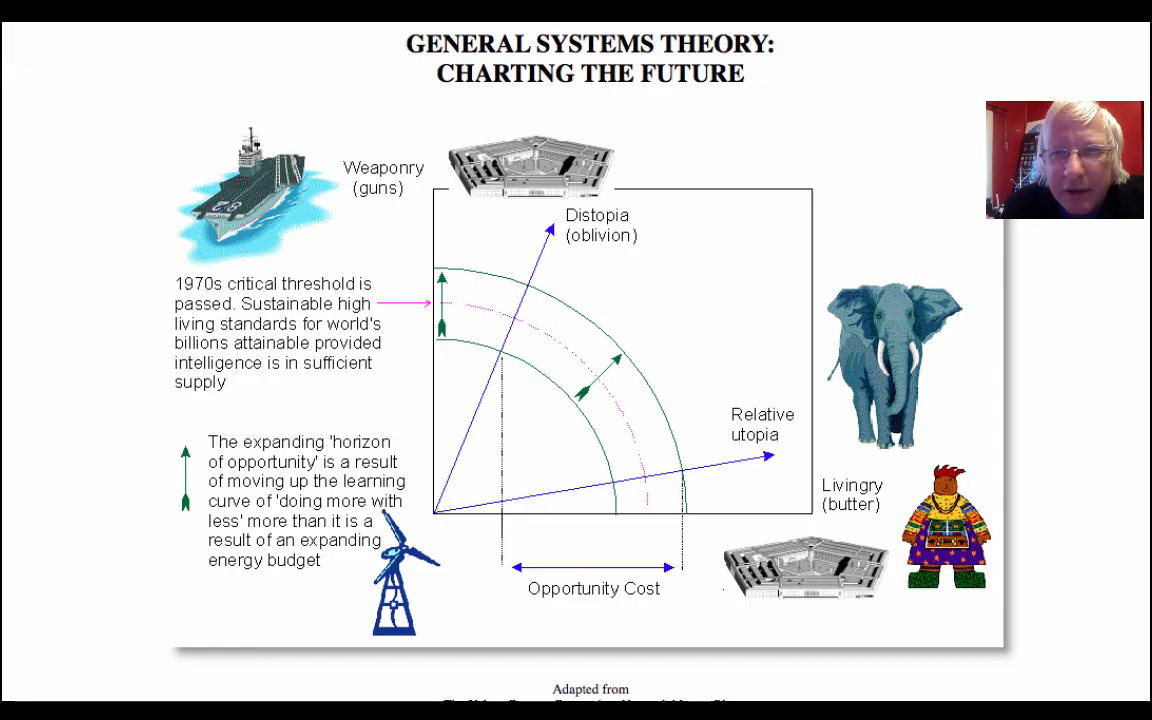 GENERAL SYSTEMS THEORY:
CHARTING THE FUTURE
Weaponry
(guns)
Distopia
(oblivion)
1970s critical threshold is
passed. Sustainable high
living standards for world's
billions attainable provided
intelligence is in sufficient
supply
Relative
utopia
The expanding 'horizon
of opportunity' is a result
of moving up the learning
curve of 'doing more with
less' more than it is a
result of an expanding
energy budget
Livingry
(butter)
Opportunity Cost
Adapted from